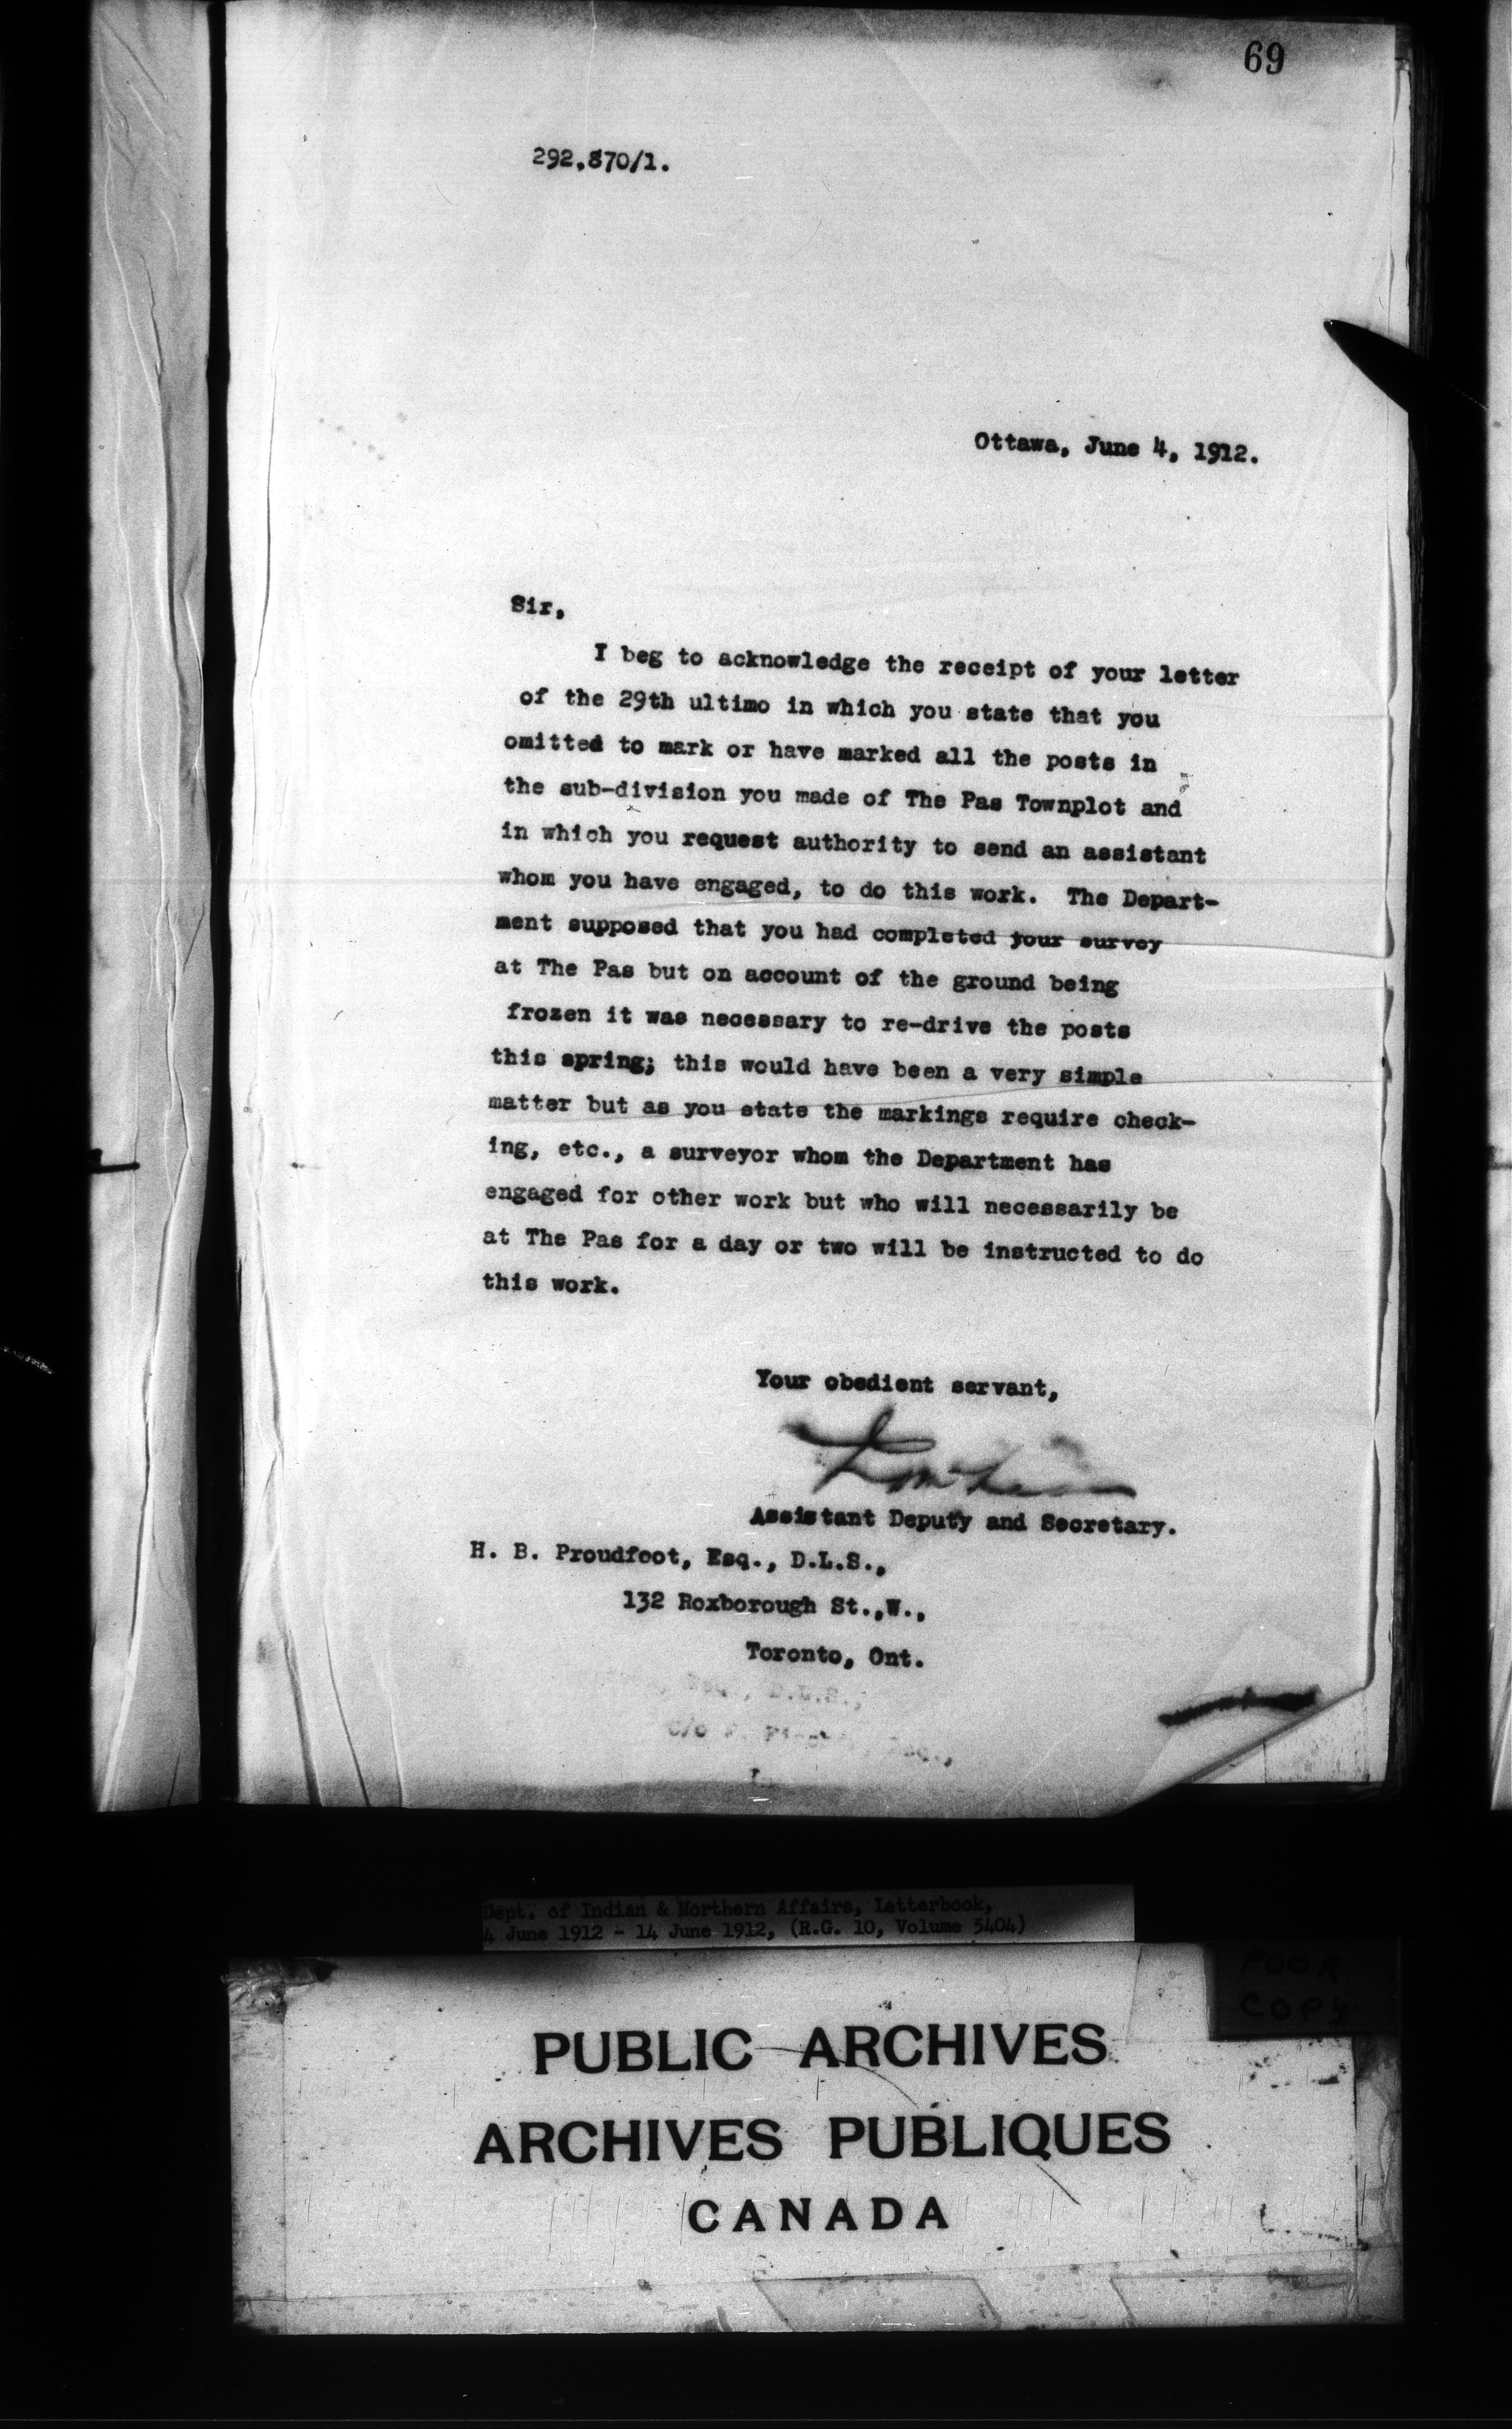 69
292,870/1.
Ottawa, June 4, 1912.
Sir,
I beg to acknowledge the receipt of your letter
of the 29th ultimo in which you state that you
omitted to mark or have marked all the posts in
the sub-division you made of The Pas Townplot and
in which you request authority to send an assistant
whom you have engaged, to do this work. The Depart-
ment supposed that you had completed your survey
at The Pas but on account of the ground being
frozen it was necessary to re-drive the posts
this spring; this would have been a very simple
matter but as you state the markings require check-
ing, etc., a surveyor whom the Department has
engaged for other work but who will necessarily be
at The Pas for a day or two will be instructed to do
this work.
Your obedient servant,
Assistant Deputy and Secretary.
H. B. Proudfoot, Esq., D.L.S.,
132 Roxborough St.,W.,
Toronto, Ont.
Esq., D.L.S.,
c/o
Dept. of Indian & Northern Affairs, Letterbook,
4 June 1912 - 14 June 1912, (R.G. 10, Volume 5404)
POOR
COPY
PUBLIC ARCHIVES
ARCHIVES PUBLIQUES
CANADA